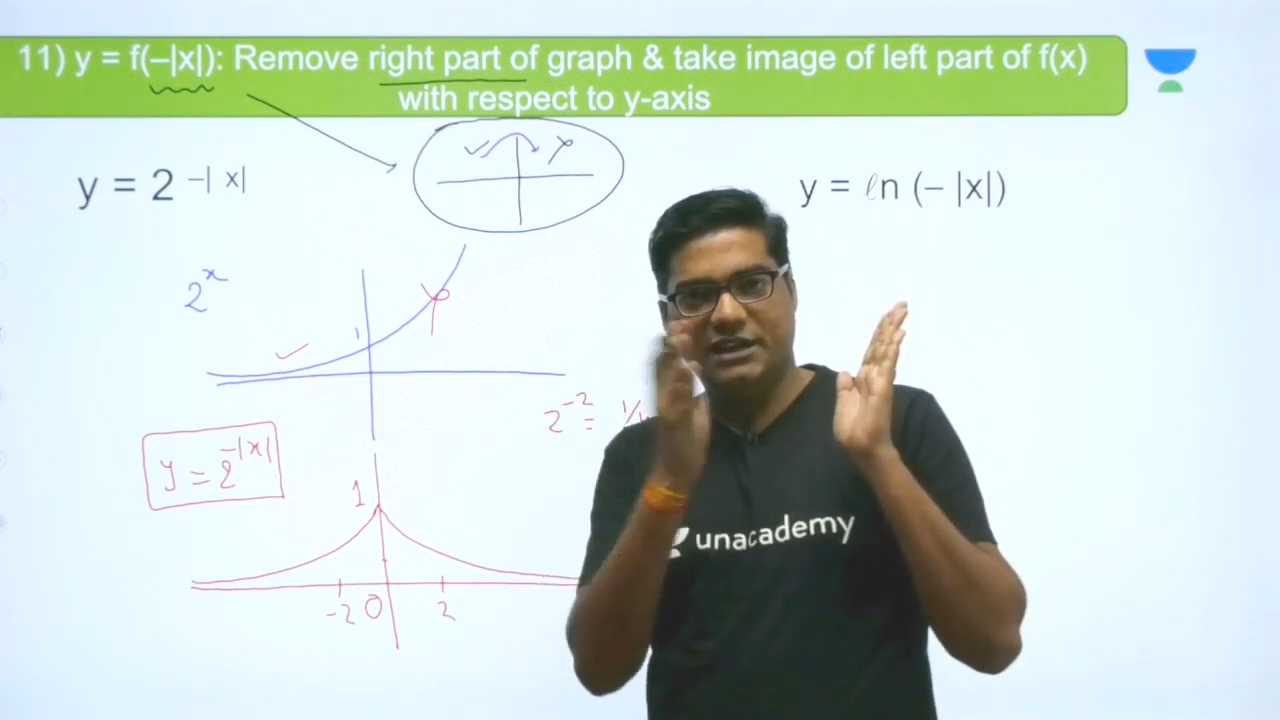 11) y = f(–|x|): Remove right part of graph & take image of left part of f(x)
with respect to y-axis
y = 2^{–|x|}
y = ℓn (– |x|)
2^x
1
2^{-2} =
y = 2^{-|x|}
1
-2 0 2
unacademy